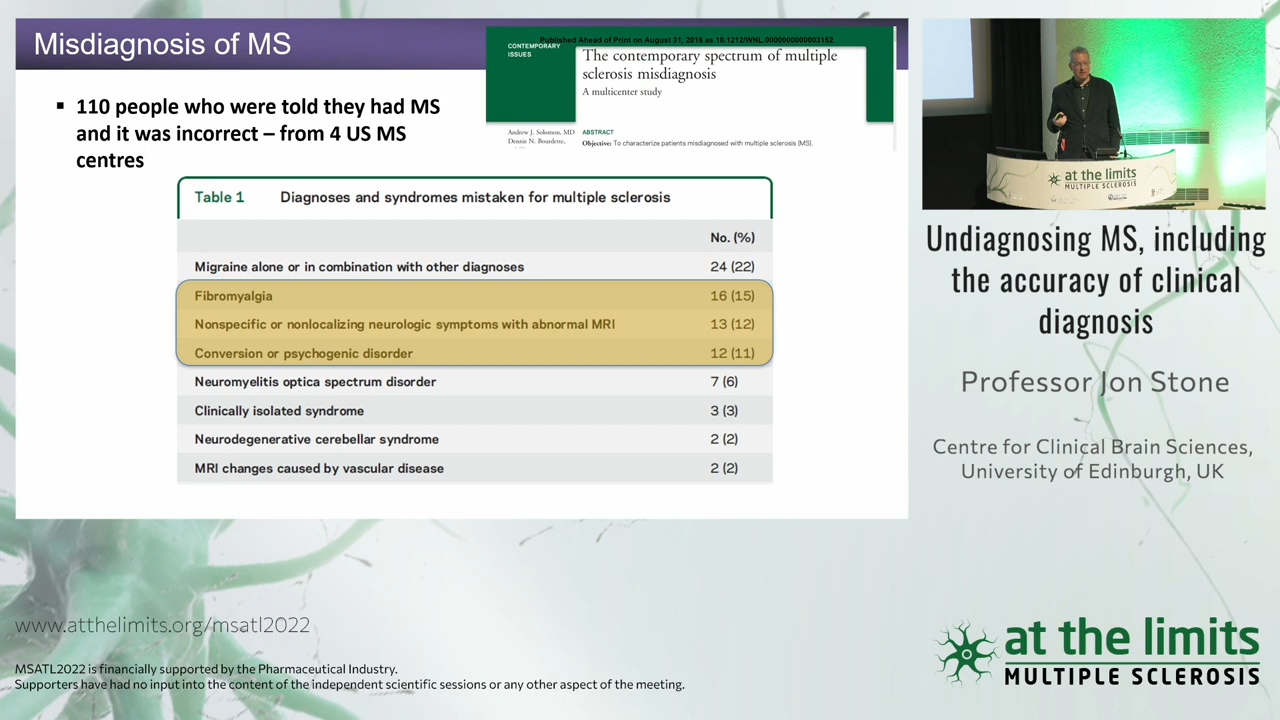 Misdiagnosis of MS
Published Ahead of Print on August 31, 2016 as 10.1212/WNL.0000000000003152
CONTEMPORARY
ISSUES
The contemporary spectrum of multiple
sclerosis misdiagnosis
A multicenter study
Andrew J. Solomon, MD
Dennis N. Bourdette,
ABSTRACT
Objective: To characterize patients misdiagnosed with multiple sclerosis (MS).
▪ 110 people who were told they had MS
and it was incorrect – from 4 US MS
centres
Table 1 Diagnoses and syndromes mistaken for multiple sclerosis
No. (%)
Migraine alone or in combination with other diagnoses 24 (22)
Fibromyalgia 16 (15)
Nonspecific or nonlocalizing neurologic symptoms with abnormal MRI 13 (12)
Conversion or psychogenic disorder 12 (11)
Neuromyelitis optica spectrum disorder 7 (6)
Clinically isolated syndrome 3 (3)
Neurodegenerative cerebellar syndrome 2 (2)
MRI changes caused by vascular disease 2 (2)
at the limits
MULTIPLE SCLEROSIS
Undiagnosing MS, including
the accuracy of clinical
diagnosis
Professor Jon Stone
Centre for Clinical Brain Sciences,
University of Edinburgh, UK
www.atthelimits.org/msatl2022
MSATL2022 is financially supported by the Pharmaceutical Industry.
Supporters have had no input into the content of the independent scientific sessions or any other aspect of the meeting.
at the limits
MULTIPLE SCLEROSIS